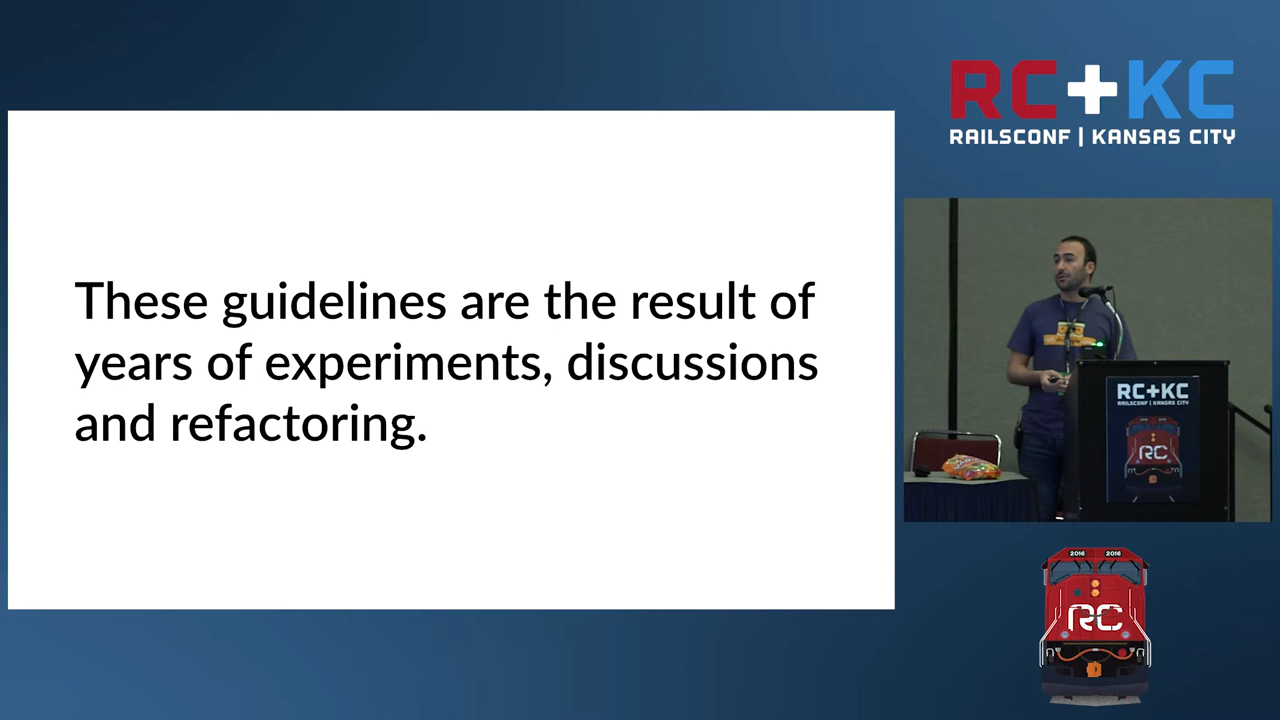 RC+KC
RAILSCONF | KANSAS CITY
These guidelines are the result of
years of experiments, discussions
and refactoring.
RC+KC
RAILSCONF | KANSAS CITY
RC
2016 2016
RC